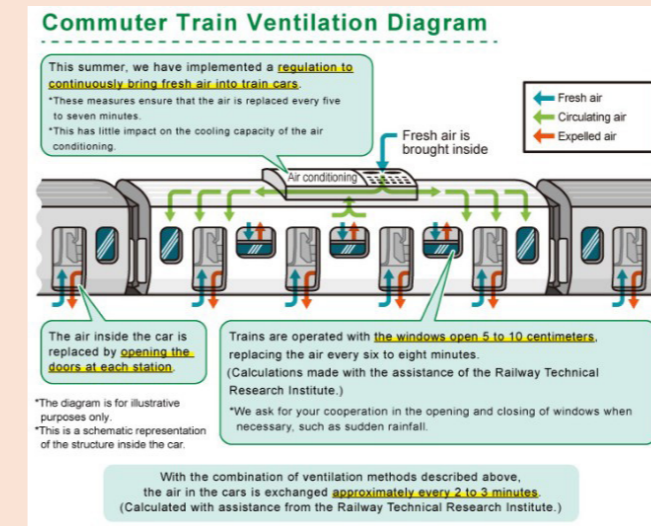 Commuter Train Ventilation Diagram
This summer, we have implemented a regulation to
continuously bring fresh air into train cars.
*These measures ensure that the air is replaced every five
to seven minutes.
*This has little impact on the cooling capacity of the air
conditioning.
Fresh air
Circulating air
Expelled air
Fresh air is
brought inside
Air conditioning
The air inside the car is
replaced by opening the
doors at each station.
*The diagram is for illustrative
purposes only.
*This is a schematic representation
of the structure inside the car.
Trains are operated with the windows open 5 to 10 centimeters,
replacing the air every six to eight minutes.
(Calculations made with the assistance of the Railway Technical
Research Institute.)
*We ask for your cooperation in the opening and closing of windows when
necessary, such as sudden rainfall.
With the combination of ventilation methods described above,
the air in the cars is exchanged approximately every 2 to 3 minutes.
(Calculated with assistance from the Railway Technical Research Institute.)